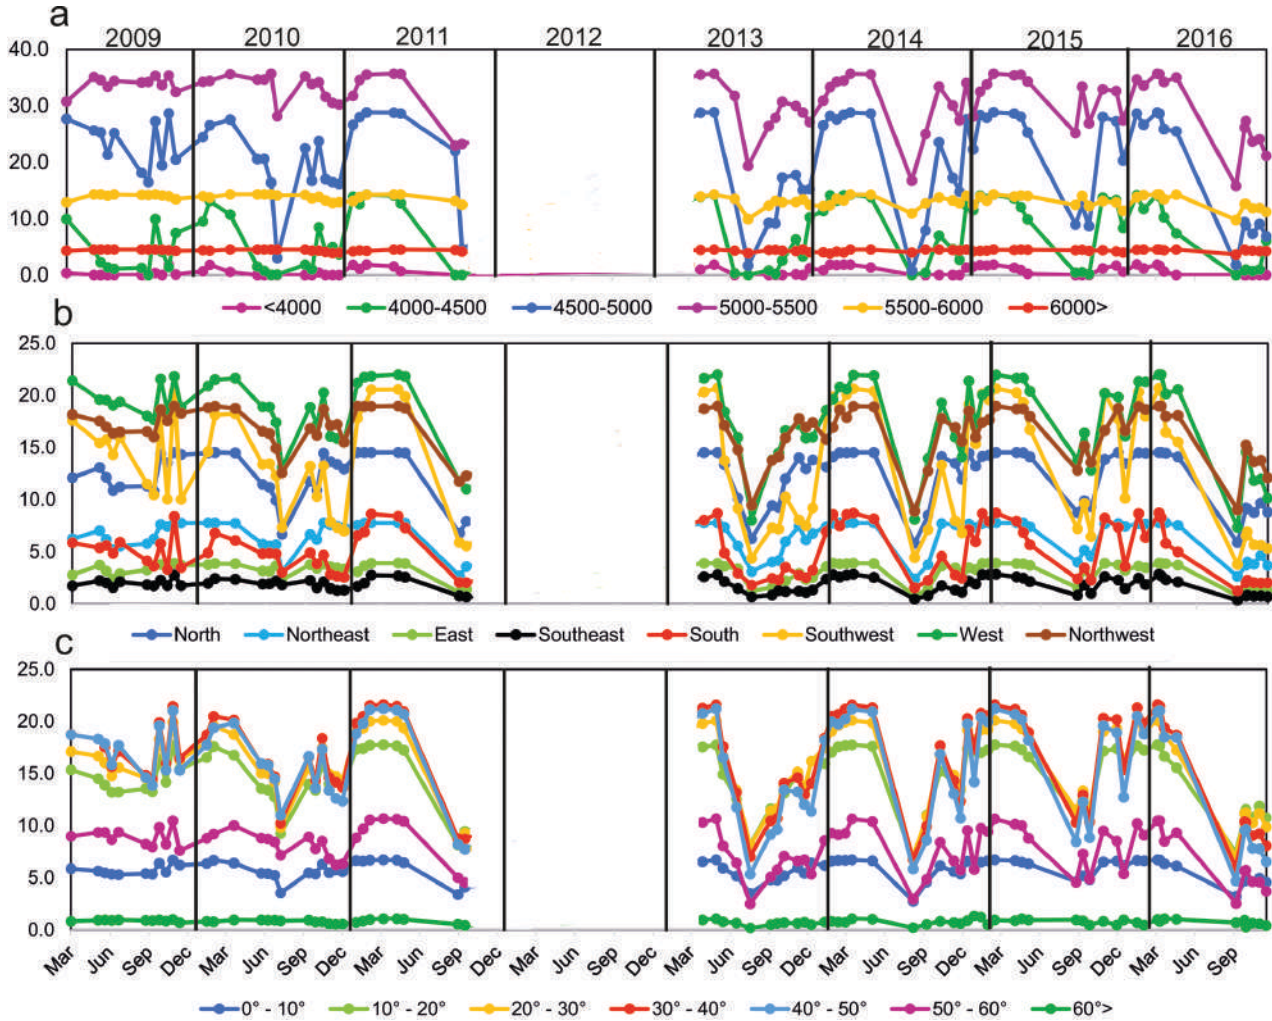 a
2009 2010 2011 2012 2013 2014 2015 2016
40.0
30.0
20.0
10.0
0.0
<4000 4000-4500 4500-5000 5000-5500 5500-6000 6000>
b
25.0
20.0
15.0
10.0
5.0
0.0
North Northeast East Southeast South Southwest West Northwest
c
25.0
20.0
15.0
10.0
5.0
0.0
Mar Jun Sep Dec Mar Jun Sep Dec Mar Jun Sep Dec Mar Jun Sep Dec Mar Jun Sep Dec Mar Jun Sep Dec Mar Jun Sep Dec Mar Jun Sep
0° - 10° 10° - 20° 20° - 30° 30° - 40° 40° - 50° 50° - 60° 60°>